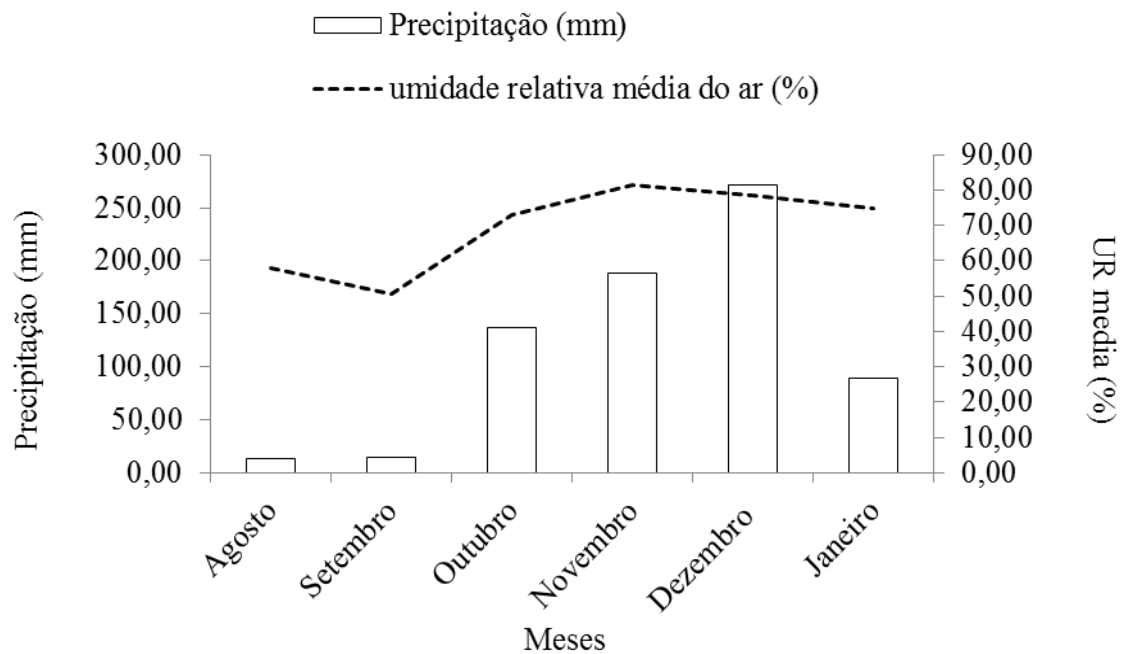 Precipitação (mm)
umidade relativa média do ar (%)
Precipitação (mm)
300,00
250,00
200,00
150,00
100,00
50,00
0,00
90,00
80,00
70,00
60,00
50,00
40,00
30,00
20,00
10,00
0,00
UR media (%)
Agosto
Setembro
Outubro
Novembro
Dezembro
Janeiro
Meses